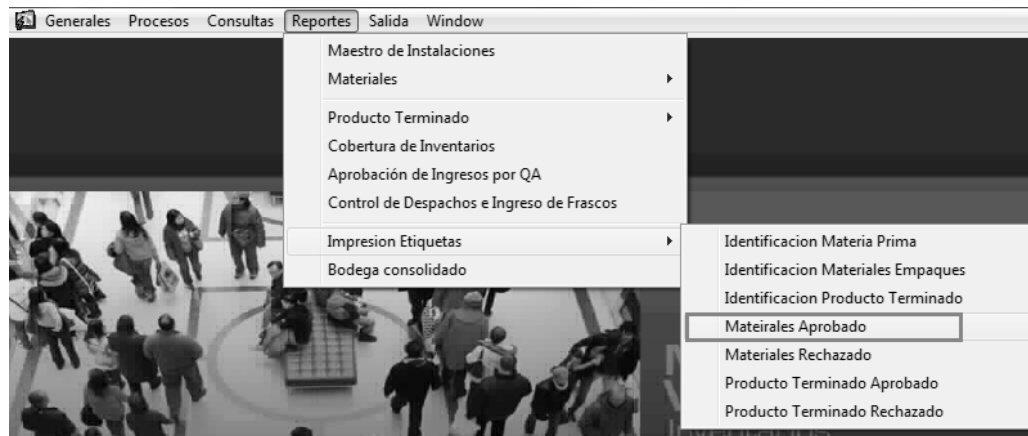 Generales Procesos Consultas Reportes Salida Window
Maestro de Instalaciones
Materiales
Producto Terminado
Cobertura de Inventarios
Aprobación de Ingresos por QA
Control de Despachos e Ingreso de Frascos
Impresion Etiquetas
Bodega consolidado
Identificacion Materia Prima
Identificacion Materiales Empaques
Identificacion Producto Terminado
Mateirales Aprobado
Materiales Rechazado
Producto Terminado Aprobado
Producto Terminado Rechazado